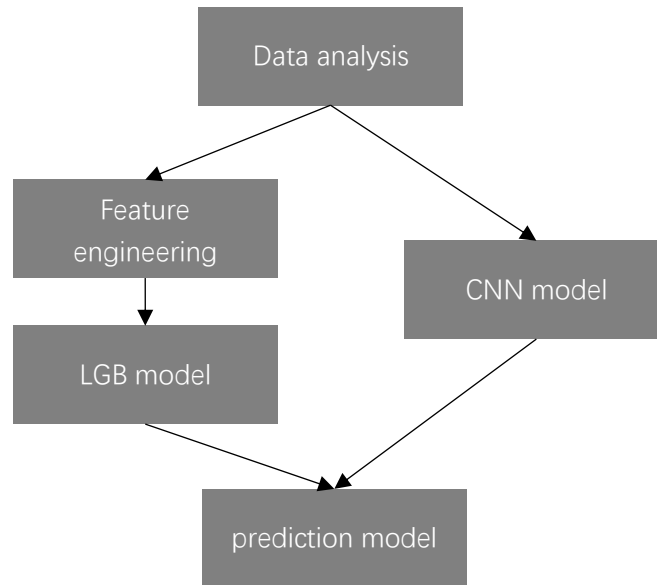 Data analysis
Feature
engineering
CNN model
LGB model
prediction model